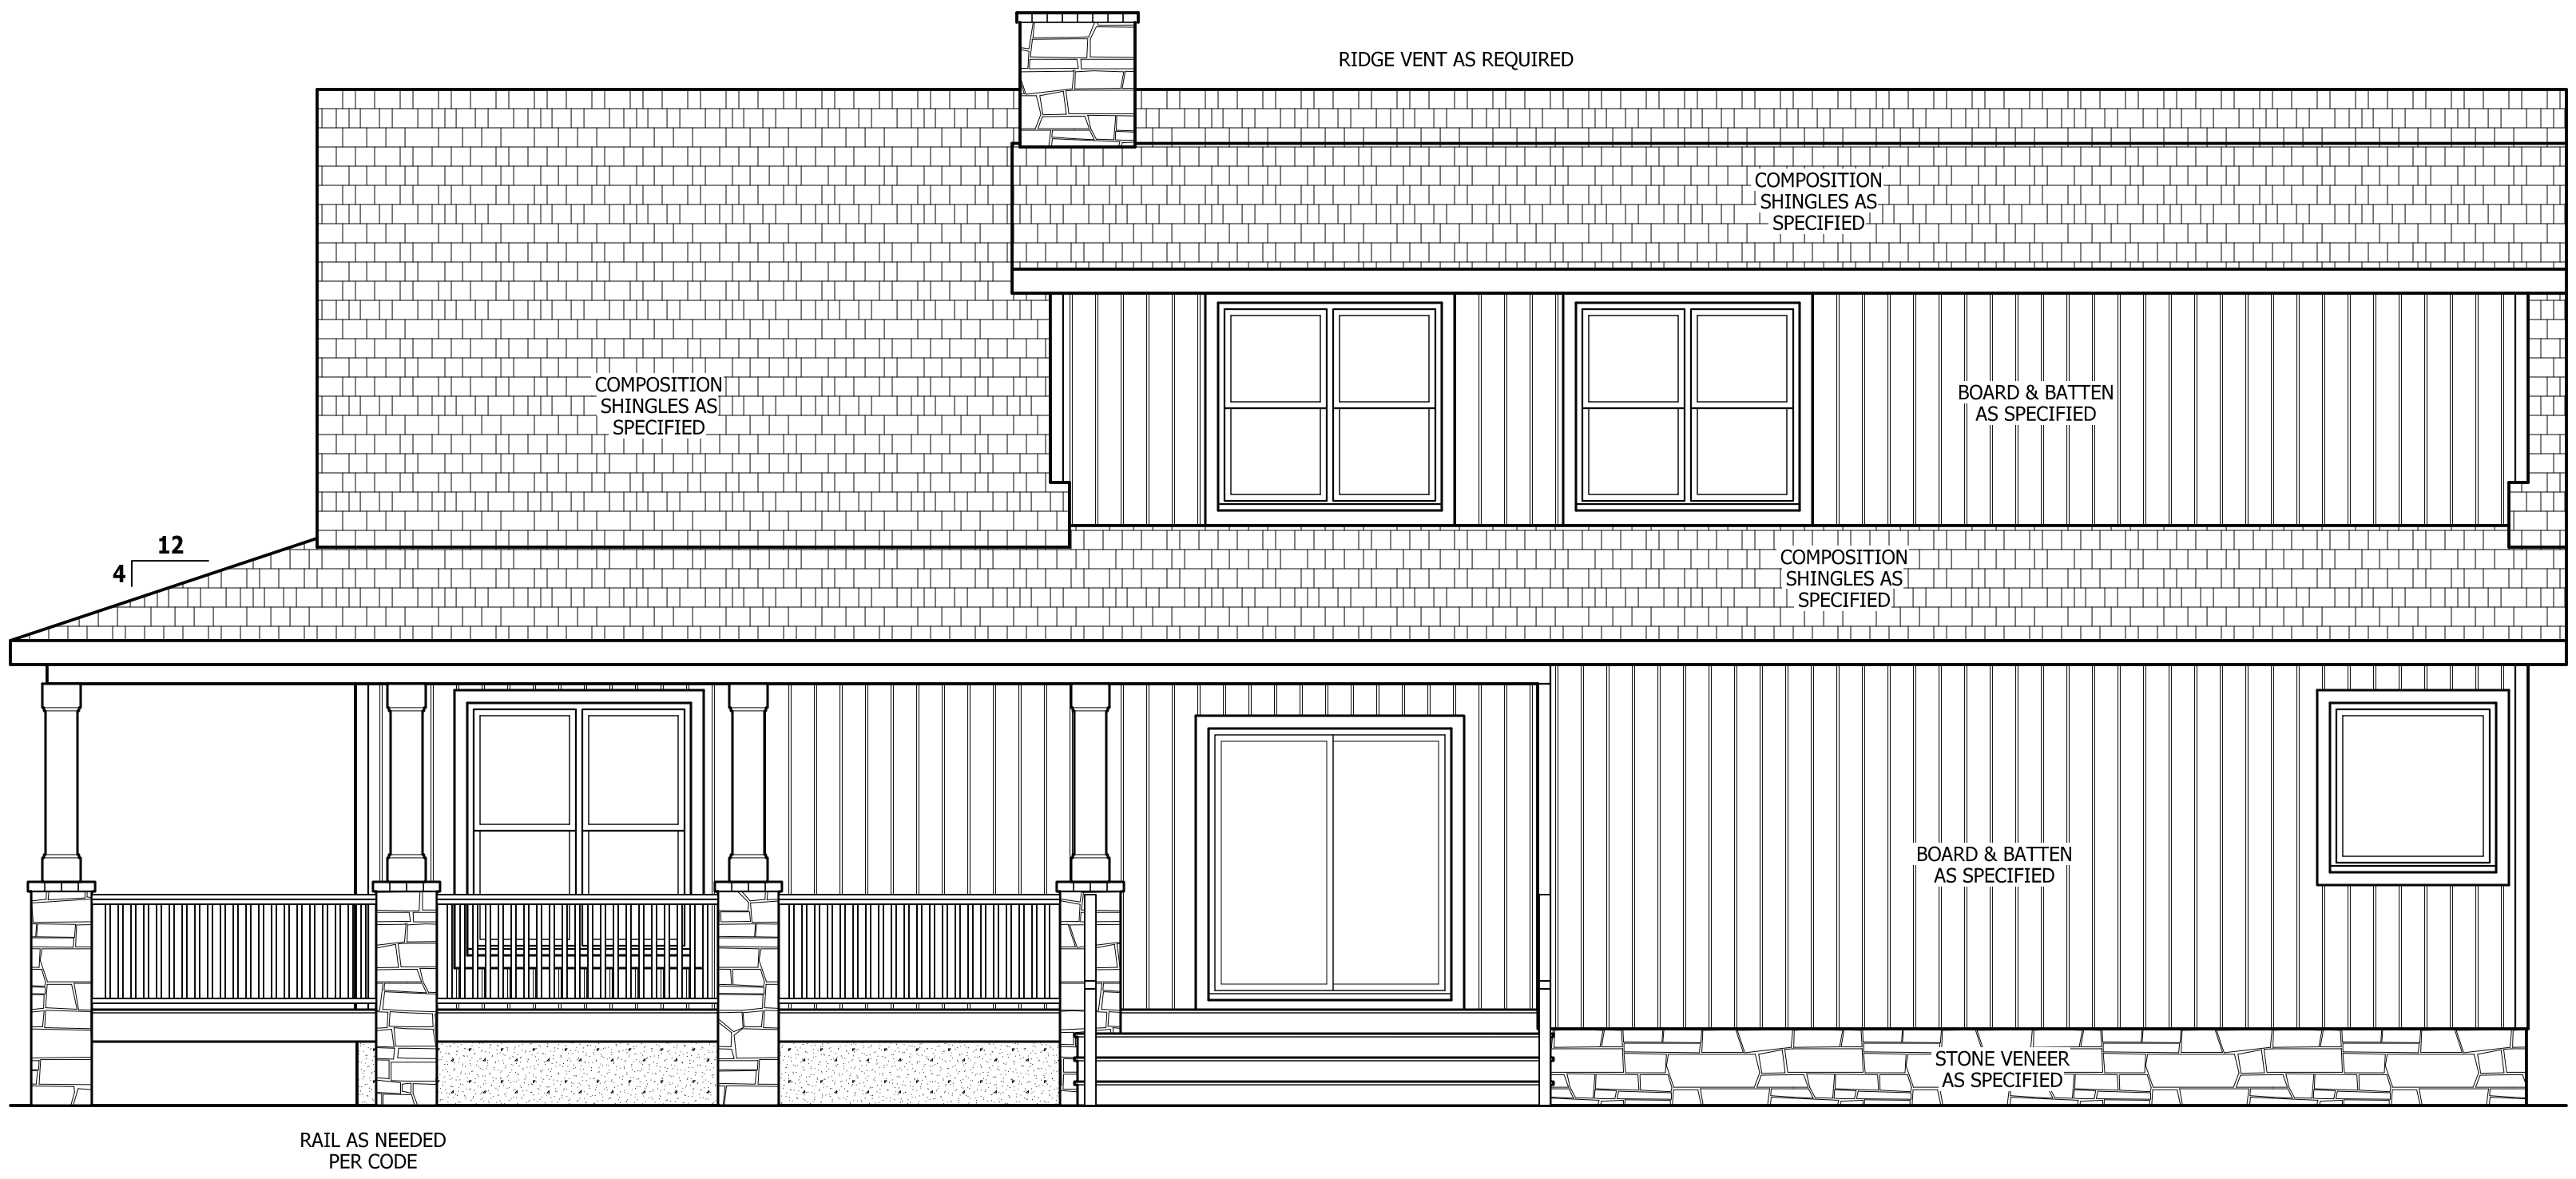 RIDGE VENT AS REQUIRED
COMPOSITION
SHINGLES AS
SPECIFIED
COMPOSITION
SHINGLES AS
SPECIFIED
BOARD & BATTEN
AS SPECIFIED
12
4
COMPOSITION
SHINGLES AS
SPECIFIED
BOARD & BATTEN
AS SPECIFIED
STONE VENEER
AS SPECIFIED
RAIL AS NEEDED
PER CODE